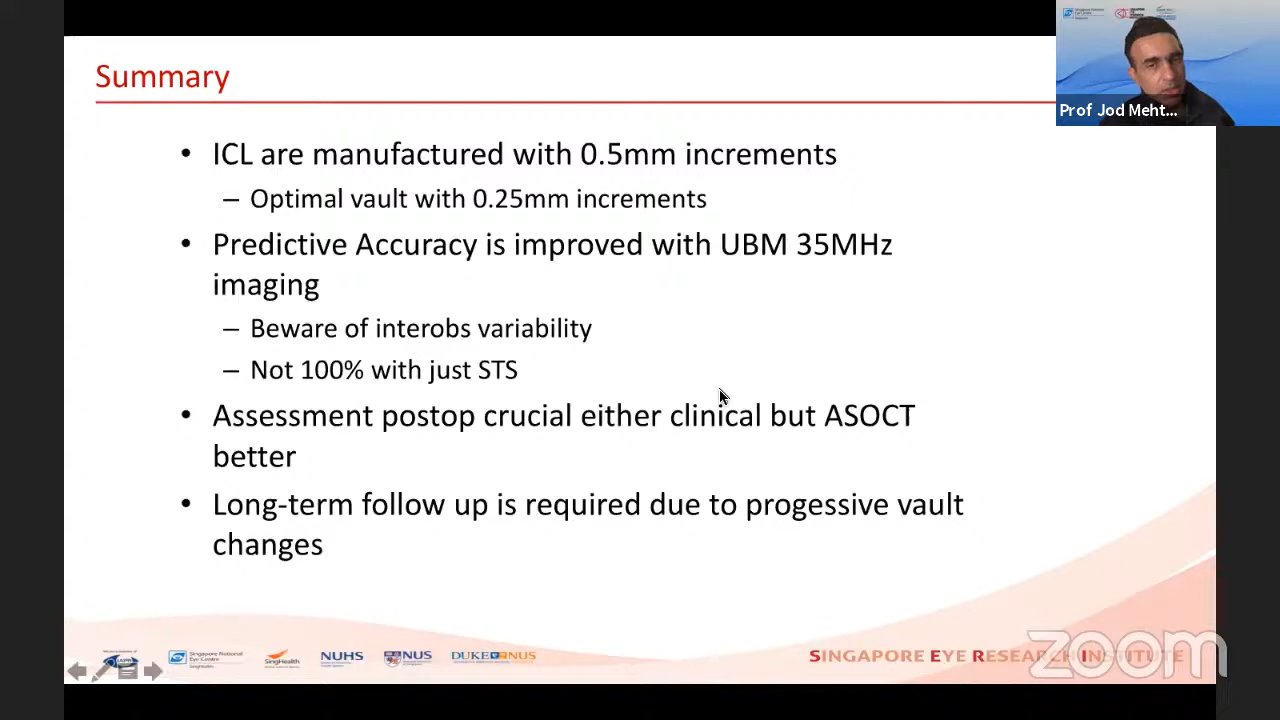 Summary
Prof Jod Meht...
• ICL are manufactured with 0.5mm increments
– Optimal vault with 0.25mm increments
• Predictive Accuracy is improved with UBM 35MHz
imaging
– Beware of interobs variability
– Not 100% with just STS
• Assessment postop crucial either clinical but ASOCT
better
• Long-term follow up is required due to progessive vault
changes
Singapore National
Eye Centre
SingHealth
NUHS
NUS
DUKE NUS
SINGAPORE EYE RESEARCH INSTITUTE
zoom